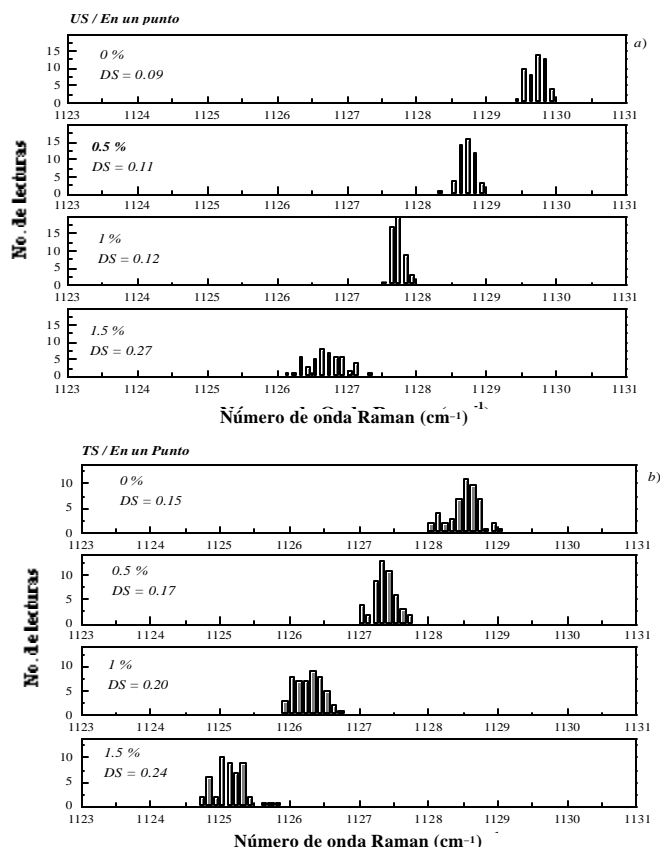 US / En un punto
a)
No. de lecturas
15
10
5
0
0 %
DS = 0.09
1123 1124 1125 1126 1127 1128 1129 1130 1131
15
10
5
0
0.5 %
DS = 0.11
1123 1124 1125 1126 1127 1128 1129 1130 1131
15
10
5
0
1 %
DS = 0.12
1123 1124 1125 1126 1127 1128 1129 1130 1131
15
10
5
0
1.5 %
DS = 0.27
1123 1124 1125 1126 1127 1128 1129 1130 1131
Número de onda Raman (cm⁻¹)
TS / En un Punto
b)
No. de lecturas
10
5
0
0 %
DS = 0.15
1123 1124 1125 1126 1127 1128 1129 1130 1131
10
5
0
0.5 %
DS = 0.17
1123 1124 1125 1126 1127 1128 1129 1130 1131
10
5
0
1 %
DS = 0.20
1123 1124 1125 1126 1127 1128 1129 1130 1131
10
5
0
1.5 %
DS = 0.24
1123 1124 1125 1126 1127 1128 1129 1130 1131
Número de onda Raman (cm⁻¹)